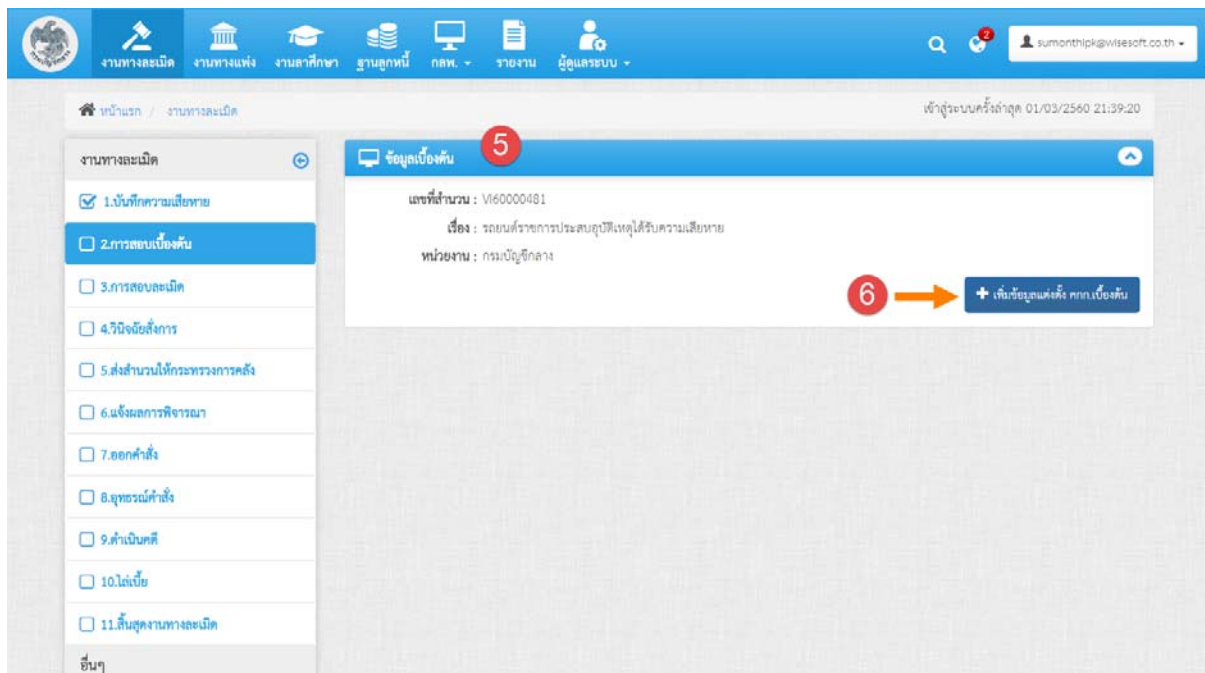 งานทางละเมิด งานทางแพ่ง งานลาศึกษา ฐานลูกหนี้ กลพ. รายงาน ผู้ดูแลระบบ 2 sumonthipk@wisesoft.co.th
หน้าแรก / งานทางละเมิด เข้าสู่ระบบครั้งล่าสุด 01/03/2560 21:39:20
งานทางละเมิด
1.บันทึกความเสียหาย
2.การสอบเบื้องต้น
3.การสอบละเมิด
4.วินิจฉัยสั่งการ
5.ส่งสำนวนให้กระทรวงการคลัง
6.แจ้งผลการพิจารณา
7.ออกคำสั่ง
8.อุทธรณ์คำสั่ง
9.ดำเนินคดี
10.ไล่เบี้ย
11.สิ้นสุดงานทางละเมิด
อื่นๆ
ข้อมูลเบื้องต้น 5
เลขที่สำนวน : VI60000481
เรื่อง : รถยนต์ราชการประสบอุบัติเหตุได้รับความเสียหาย
หน่วยงาน : กรมบัญชีกลาง
6 เพิ่มข้อมูลแต่งตั้ง คกก.เบื้องต้น